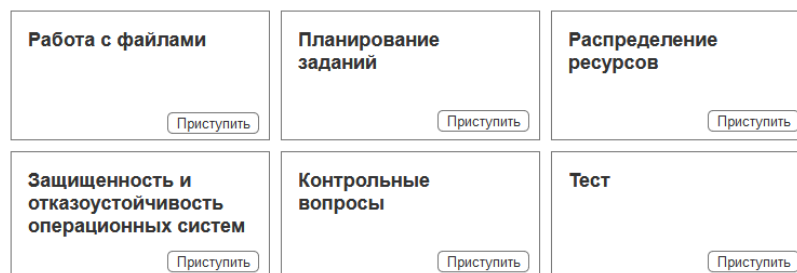 Работа с файлами
Приступить
Планирование
заданий
Приступить
Распределение
ресурсов
Приступить
Защищенность и
отказоустойчивость
операционных систем
Приступить
Контрольные
вопросы
Приступить
Тест
Приступить